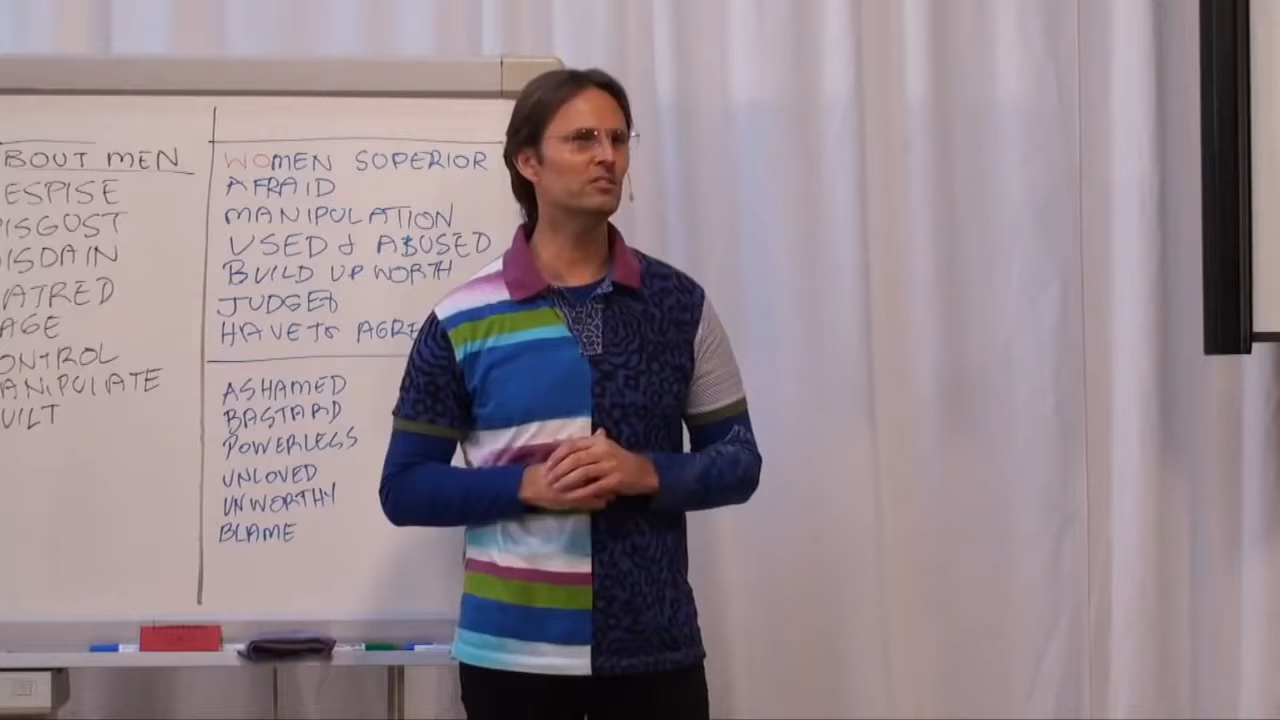 BOUT MEN
ESPISE
ISGUST
ISDAIN
ATRED
AGE
ONTROL
ANIPULATE
UILT
WOMEN SUPERIOR
AFRAID
MANIPULATION
USED & ABUSED
BUILD UP WORTH
JUDGED
HAVE TO AGRE
ASHAMED
BASTARD
POWERLESS
UNLOVED
UNWORTHY
BLAME